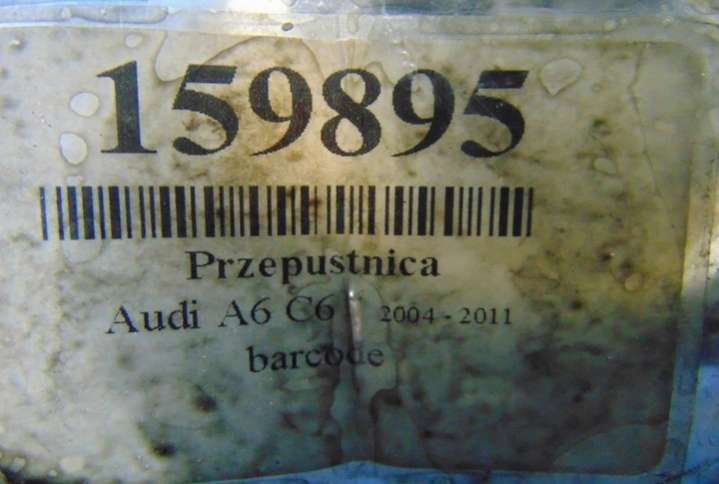 159895
Przepustnica
Audi A6 C6 2004 - 2011
barcode